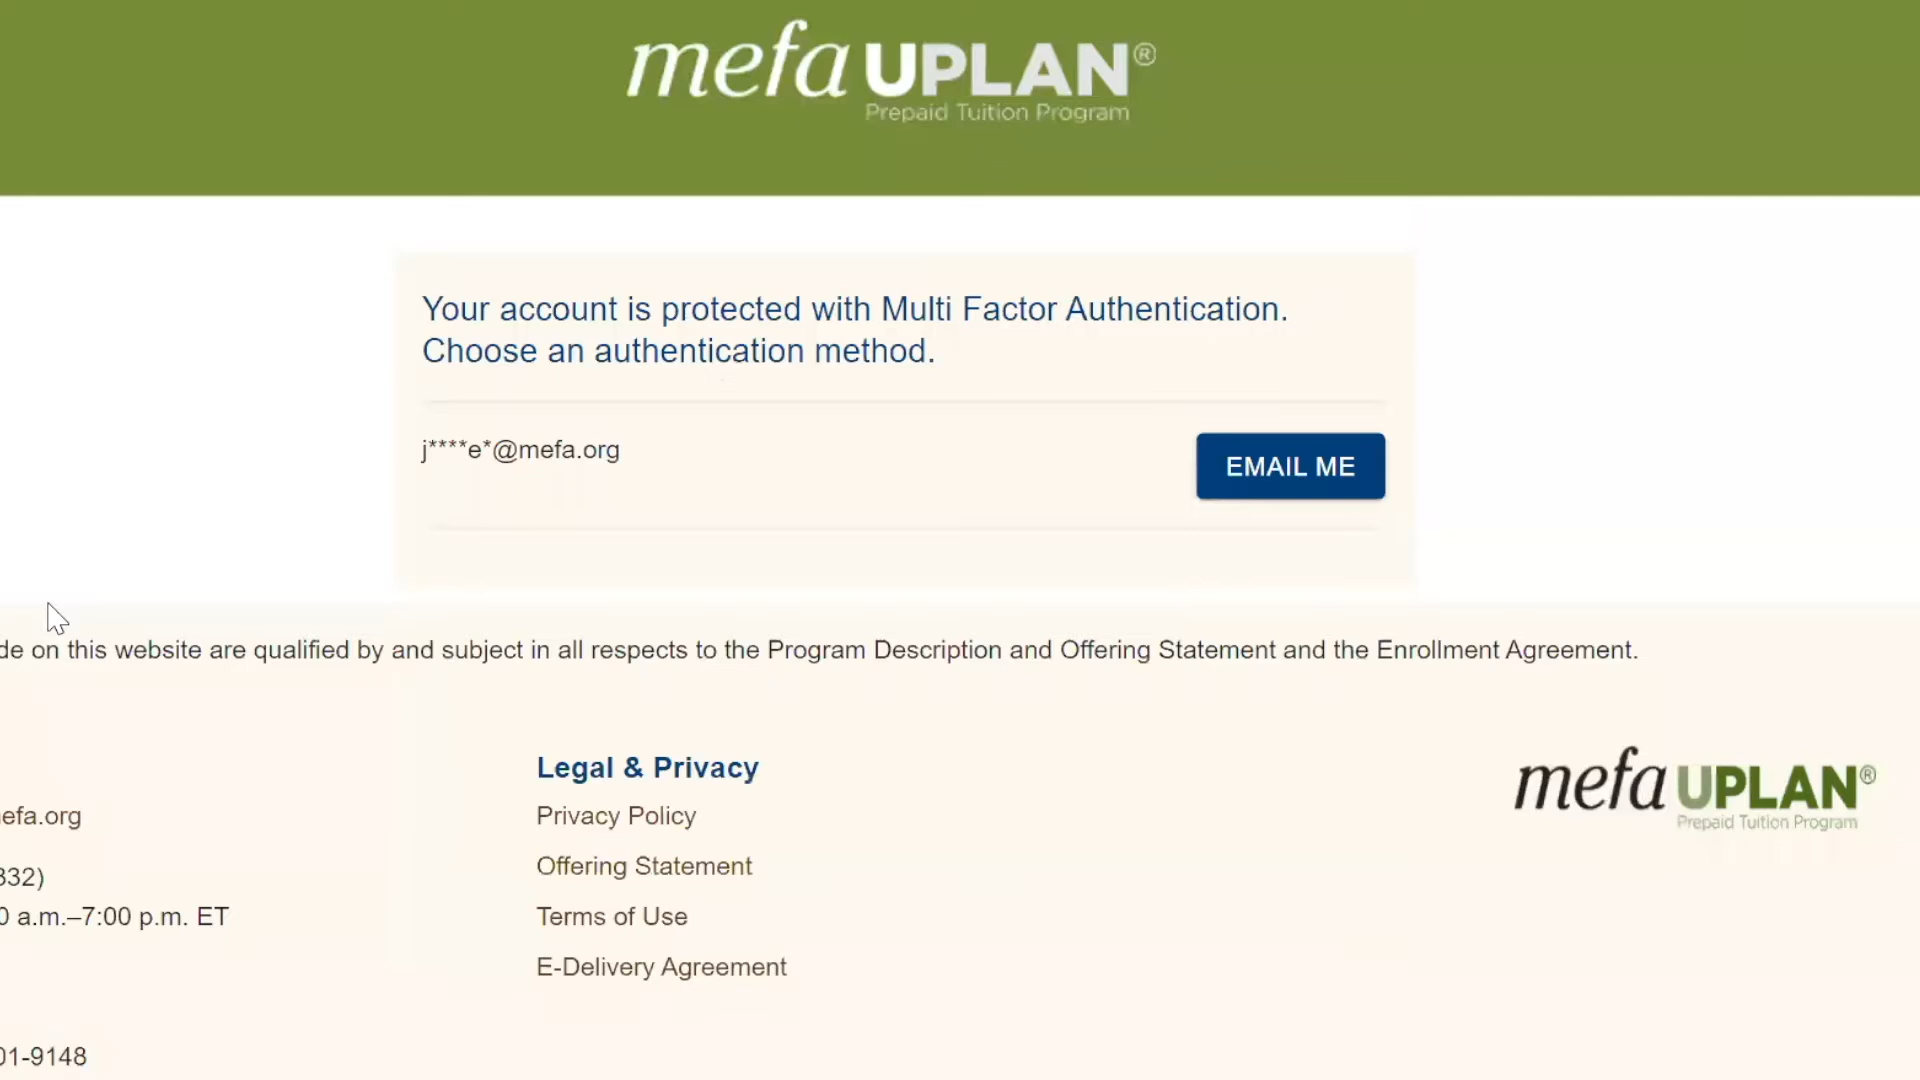 mefa UPLAN®
Prepaid Tuition Program
Your account is protected with Multi Factor Authentication.
Choose an authentication method.
j****e*@mefa.org
EMAIL ME
de on this website are qualified by and subject in all respects to the Program Description and Offering Statement and the Enrollment Agreement.
efa.org
332)
0 a.m.–7:00 p.m. ET
01-9148
Legal & Privacy
Privacy Policy
Offering Statement
Terms of Use
E-Delivery Agreement
mefa UPLAN®
Prepaid Tuition Program